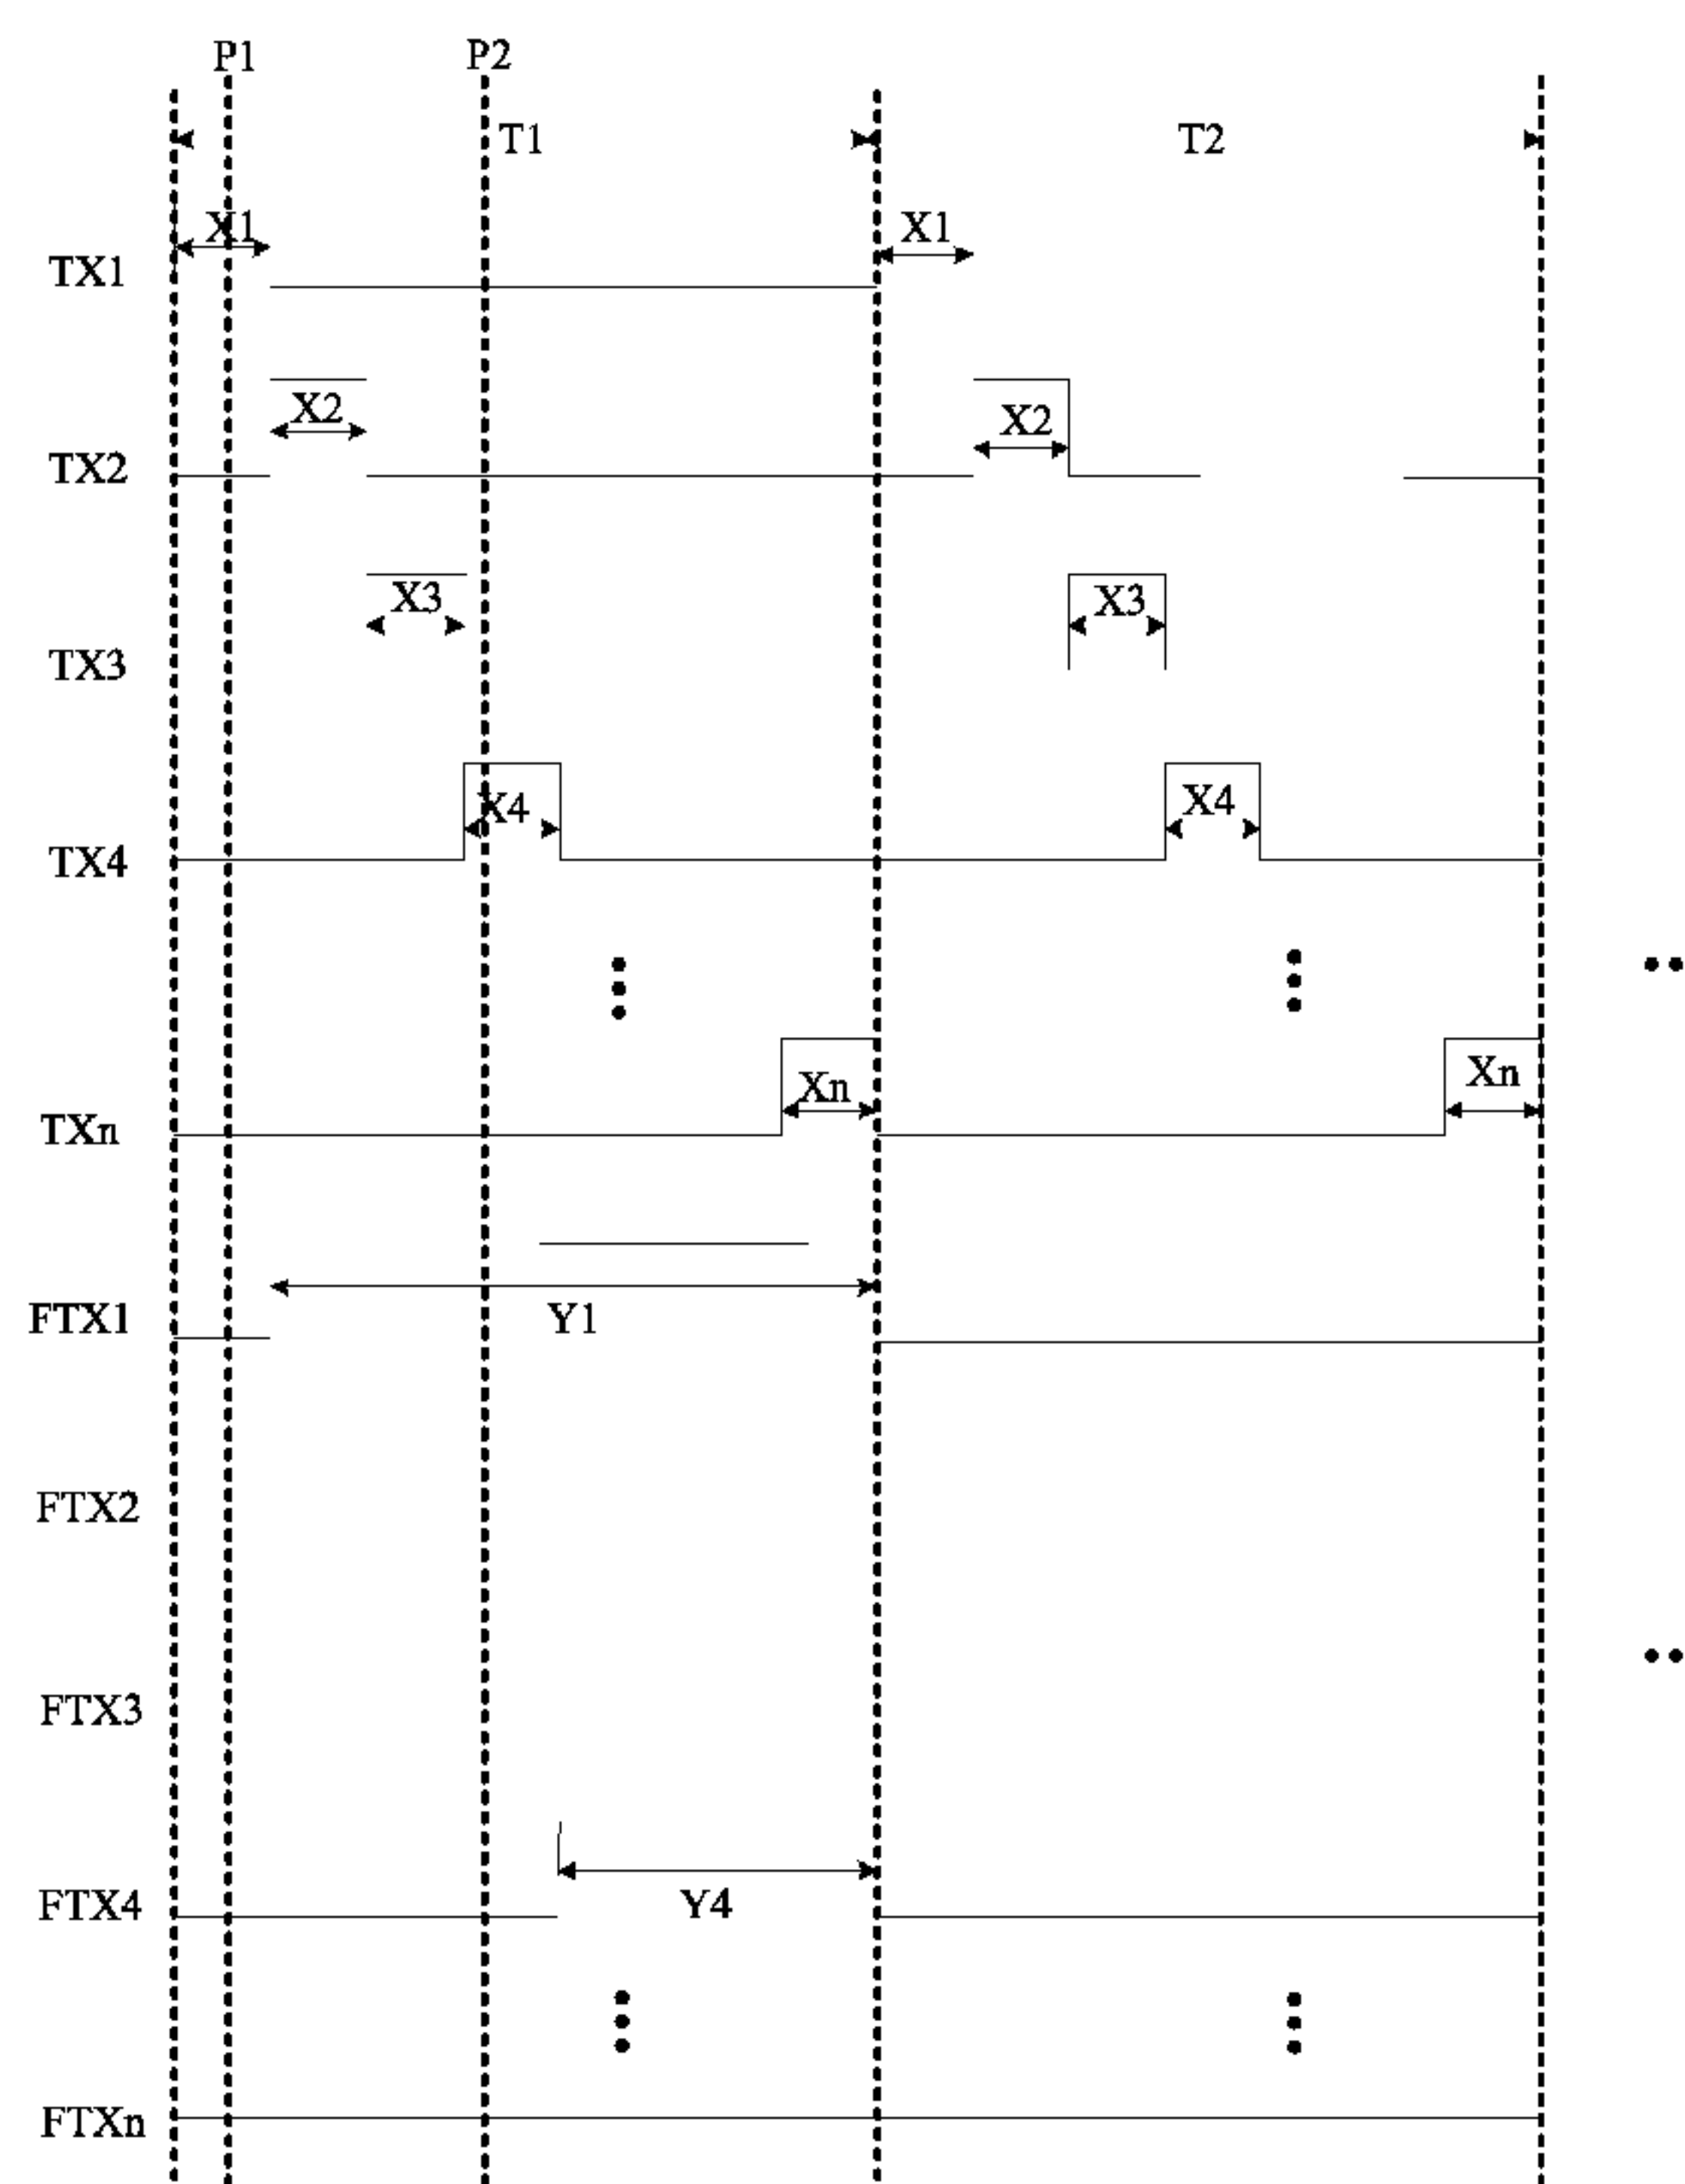 P1 P2
T1 T2
X1 X1
TX1
X2 X2
TX2
X3 X3
TX3
X4 X4
TX4
Xn Xn
TXn
FTX1 Y1
FTX2
FTX3
FTX4 Y4
FTXn